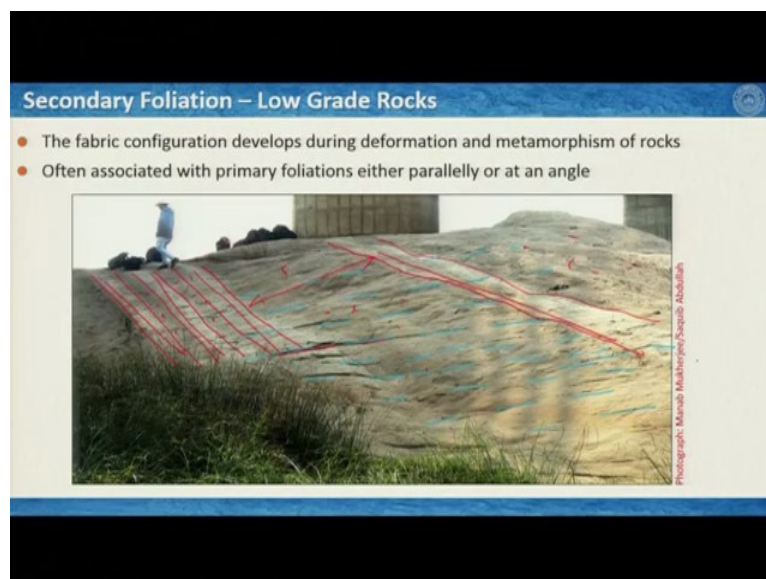 Secondary Foliation – Low Grade Rocks
The fabric configuration develops during deformation and metamorphism of rocks
Often associated with primary foliations either parallelly or at an angle
Photograph: Manab Mukherjee/Saquib Abdullah